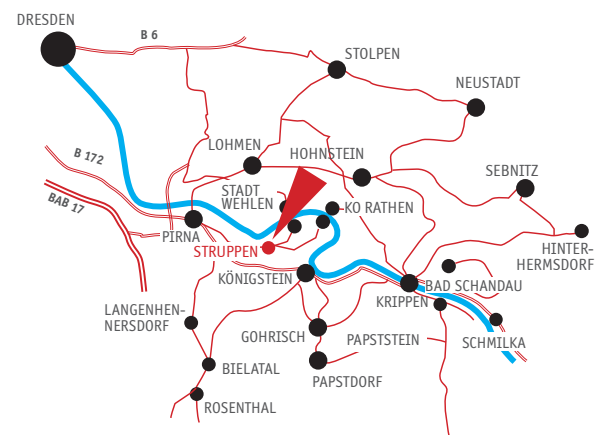 DRESDEN
B 6
STOLPEN
NEUSTADT
LOHMEN
HOHNSTEIN
B 172
SEBNITZ
BAB 17
STADT
WEHLEN
KO RATHEN
PIRNA
STRUPPEN
HINTER-
HERMSDORF
KÖNIGSTEIN
BAD SCHANDAU
KRIPPEN
LANGENHEN-
NERSDORF
GOHRISCH
PAPSTSTEIN
SCHMILKA
BIELATAL
PAPSTDORF
ROSENTHAL